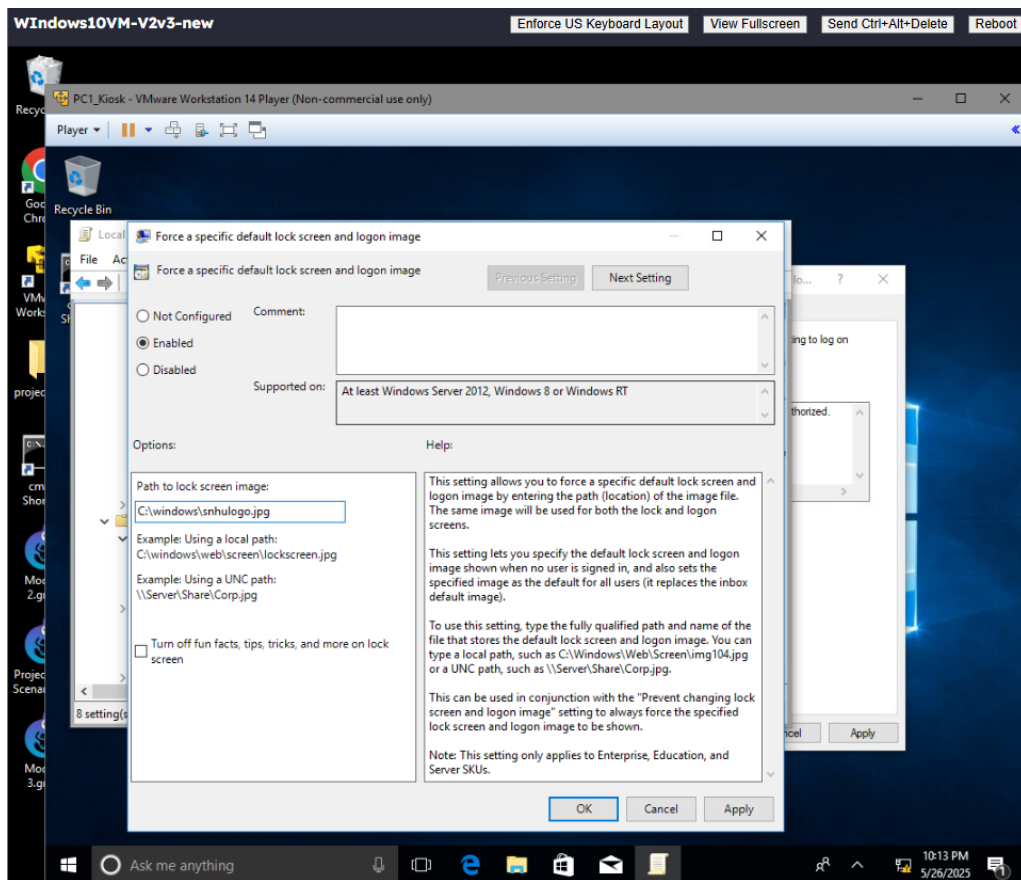 WIndows10VM-V2v3-new
Enforce US Keyboard Layout
View Fullscreen
Send Ctrl+Alt+Delete
Reboot
PC1_Kiosk - VMware Workstation 14 Player (Non-commercial use only)
Player
Recycle Bin
Local
File
Force a specific default lock screen and logon image
Force a specific default lock screen and logon image
Previous Setting
Next Setting
Not Configured
Enabled
Disabled
Comment:
Supported on:
At least Windows Server 2012, Windows 8 or Windows RT
Options:
Help:
Path to lock screen image:
C:\windows\snhulogo.jpg
Example: Using a local path:
C:\windows\web\screen\lockscreen.jpg
Example: Using a UNC path:
\\Server\Share\Corp.jpg
Turn off fun facts, tips, tricks, and more on lock
screen
This setting allows you to force a specific default lock screen and
logon image by entering the path (location) of the image file.
The same image will be used for both the lock and logon
screens.
This setting lets you specify the default lock screen and logon
image shown when no user is signed in, and also sets the
specified image as the default for all users (it replaces the inbox
default image).
To use this setting, type the fully qualified path and name of the
file that stores the default lock screen and logon image. You can
type a local path, such as C:\Windows\Web\Screen\img104.jpg
or a UNC path, such as \\Server\Share\Corp.jpg.
This can be used in conjunction with the "Prevent changing lock
screen and logon image" setting to always force the specified
lock screen and logon image to be shown.
Note: This setting only applies to Enterprise, Education, and
Server SKUs.
OK
Cancel
Apply
to log on
Apply
8
Ask me anything
10:13 PM
5/26/2025
1